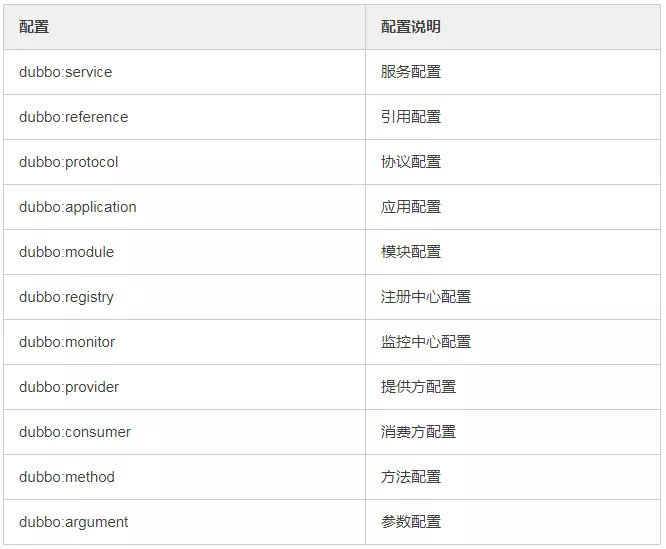 配置 配置说明
dubbo:service 服务配置
dubbo:reference 引用配置
dubbo:protocol 协议配置
dubbo:application 应用配置
dubbo:module 模块配置
dubbo:registry 注册中心配置
dubbo:monitor 监控中心配置
dubbo:provider 提供方配置
dubbo:consumer 消费方配置
dubbo:method 方法配置
dubbo:argument 参数配置